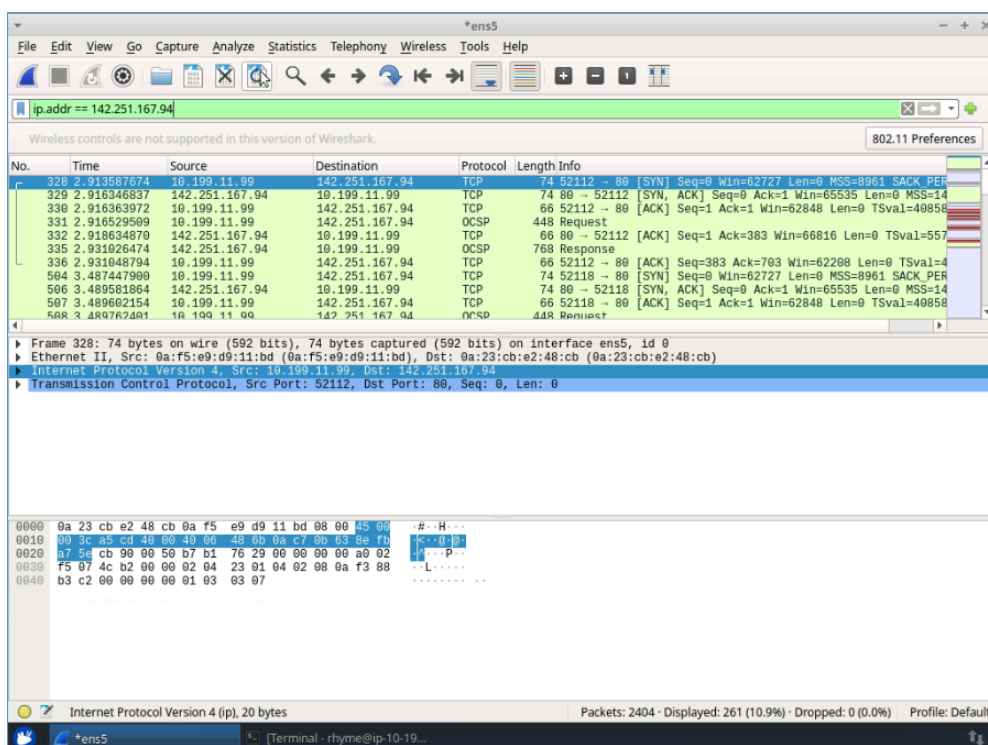 *ens5
File Edit View Go Capture Analyze Statistics Telephony Wireless Tools Help
ip.addr == 142.251.167.94
Wireless controls are not supported in this version of Wireshark. 802.11 Preferences
No. Time Source Destination Protocol Length Info
328 2.913587674 10.199.11.99 142.251.167.94 TCP 74 52112 → 80 [SYN] Seq=0 Win=62727 Len=0 MSS=8961 SACK_PER
329 2.916346837 142.251.167.94 10.199.11.99 TCP 74 80 → 52112 [SYN, ACK] Seq=0 Ack=1 Win=65535 Len=0 MSS=14
330 2.916363972 10.199.11.99 142.251.167.94 TCP 66 52112 → 80 [ACK] Seq=1 Ack=1 Win=62848 Len=0 TSval=40858
331 2.916529509 10.199.11.99 142.251.167.94 OCSP 448 Request
332 2.918634870 142.251.167.94 10.199.11.99 TCP 66 80 → 52112 [ACK] Seq=1 Ack=383 Win=66816 Len=0 TSval=557
335 2.931026474 142.251.167.94 10.199.11.99 OCSP 768 Response
336 2.931048794 10.199.11.99 142.251.167.94 TCP 66 52112 → 80 [ACK] Seq=383 Ack=703 Win=62208 Len=0 TSval=4
504 3.487447900 10.199.11.99 142.251.167.94 TCP 74 52118 → 80 [SYN] Seq=0 Win=62727 Len=0 MSS=8961 SACK_PER
506 3.489581864 142.251.167.94 10.199.11.99 TCP 74 80 → 52118 [SYN, ACK] Seq=0 Ack=1 Win=65535 Len=0 MSS=14
507 3.489602154 10.199.11.99 142.251.167.94 TCP 66 52118 → 80 [ACK] Seq=1 Ack=1 Win=62848 Len=0 TSval=40858
508 3.489762401 10.199.11.99 142.251.167.94 OCSP 448 Request
Frame 328: 74 bytes on wire (592 bits), 74 bytes captured (592 bits) on interface ens5, id 0
Ethernet II, Src: 0a:f5:e9:d9:11:bd (0a:f5:e9:d9:11:bd), Dst: 0a:23:cb:e2:48:cb (0a:23:cb:e2:48:cb)
Internet Protocol Version 4, Src: 10.199.11.99, Dst: 142.251.167.94
Transmission Control Protocol, Src Port: 52112, Dst Port: 80, Seq: 0, Len: 0
0000 0a 23 cb e2 48 cb 0a f5 e9 d9 11 bd 08 00 45 00 ·#··H···
0010 00 3c a5 cd 40 00 40 06 48 6b 0a c7 0b 63 8e fb ·<··@·@·
0020 a7 5e cb 90 00 50 b7 b1 76 29 00 00 00 00 a0 02 ·^···P··
0030 f5 07 4c b2 00 00 02 04 23 01 04 02 08 0a f3 88 ··L·····
0040 b3 c2 00 00 00 00 01 03 03 07 ········ ··
Internet Protocol Version 4 (ip), 20 bytes Packets: 2404 · Displayed: 261 (10.9%) · Dropped: 0 (0.0%) Profile: Default
*ens5 [Terminal - rhyme@ip-10-19...